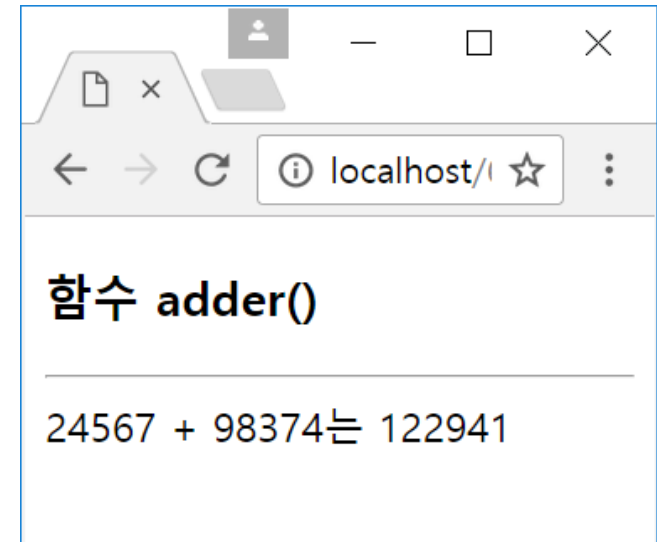 localhost/
함수 adder()
24567 + 98374는 122941